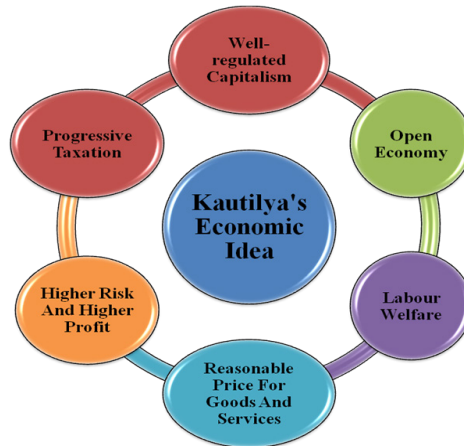 Well-
regulated
Capitalism
Progressive
Taxation
Open
Economy
Kautilya's
Economic
Idea
Higher Risk
And Higher
Profit
Labour
Welfare
Reasonable
Price For
Goods And
Services